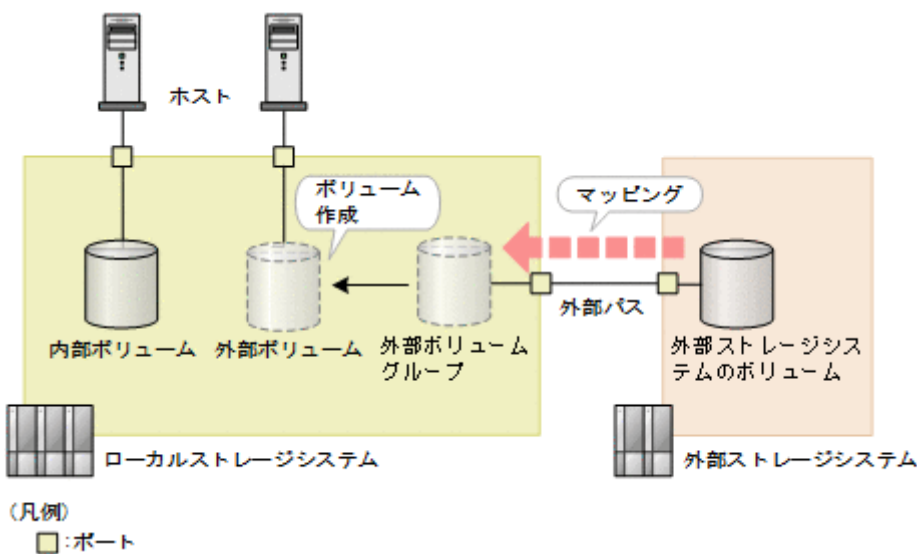 ホスト
ボリューム
作成
マッピング
外部パス
内部ボリューム
外部ボリューム
外部ボリューム
グループ
外部ストレージシス
テムのボリューム
ローカルストレージシステム
外部ストレージシステム
(凡例)
:ポート